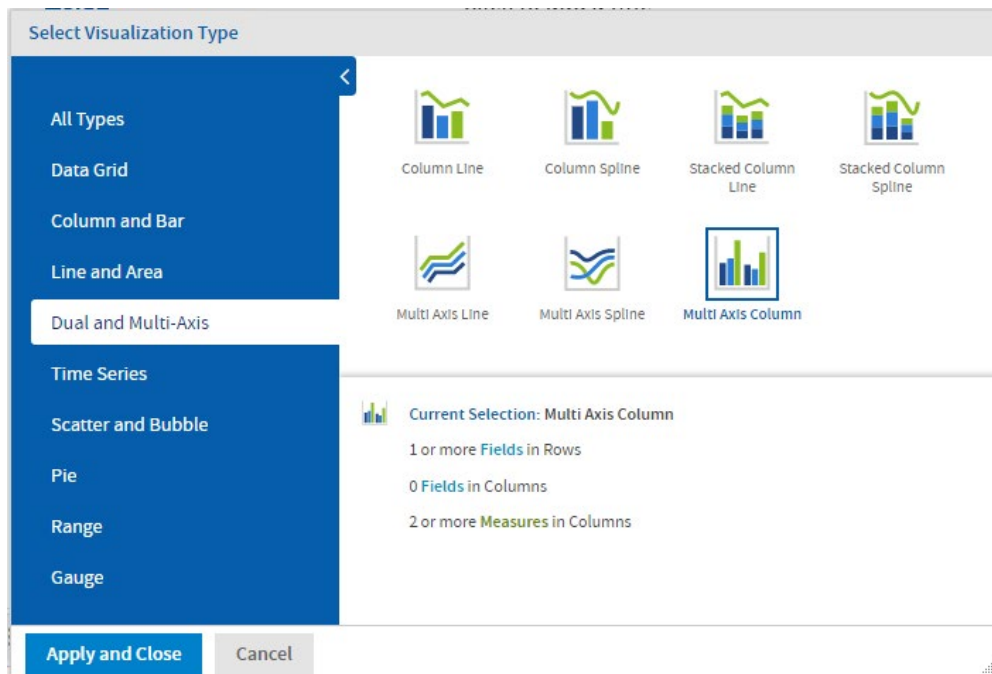 Select Visualization Type
All Types
Data Grid
Column and Bar
Line and Area
Dual and Multi-Axis
Time Series
Scatter and Bubble
Pie
Range
Gauge
Column Line
Column Spline
Stacked Column
Line
Stacked Column
Spline
Multi Axis Line
Multi Axis Spline
Multi Axis Column
Current Selection: Multi Axis Column
1 or more Fields in Rows
0 Fields in Columns
2 or more Measures in Columns
Apply and Close
Cancel